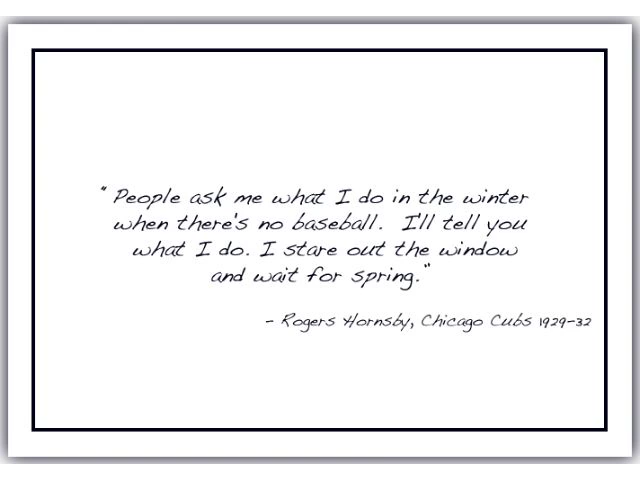 " People ask me what I do in the winter
when there's no baseball. I'll tell you
what I do. I stare out the window
and wait for spring."
- Rogers Hornsby, Chicago Cubs 1929-32